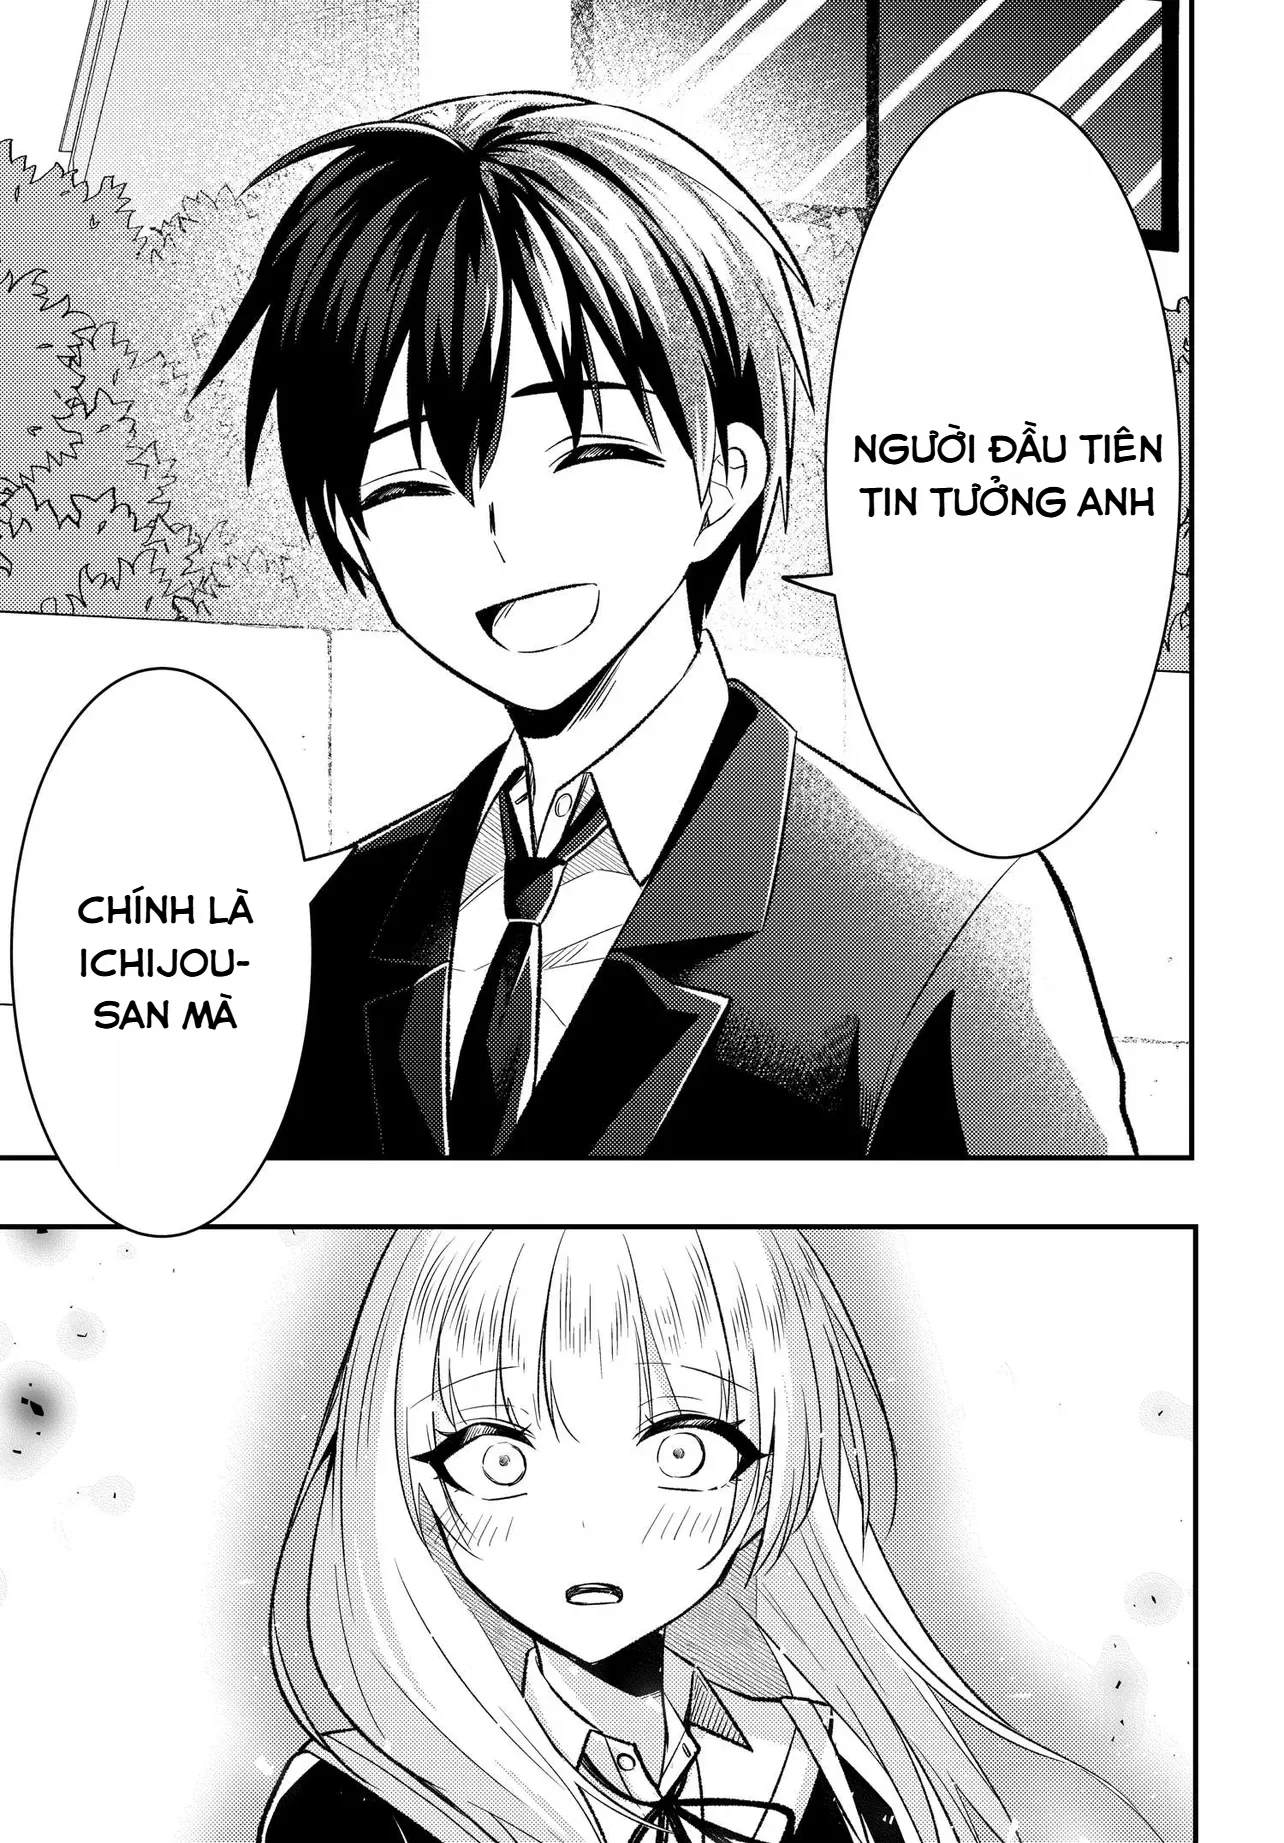 NGƯỜI ĐẦU TIÊN
TIN TƯỞNG ANH
CHÍNH LÀ
ICHIJOU-
SAN MÀ